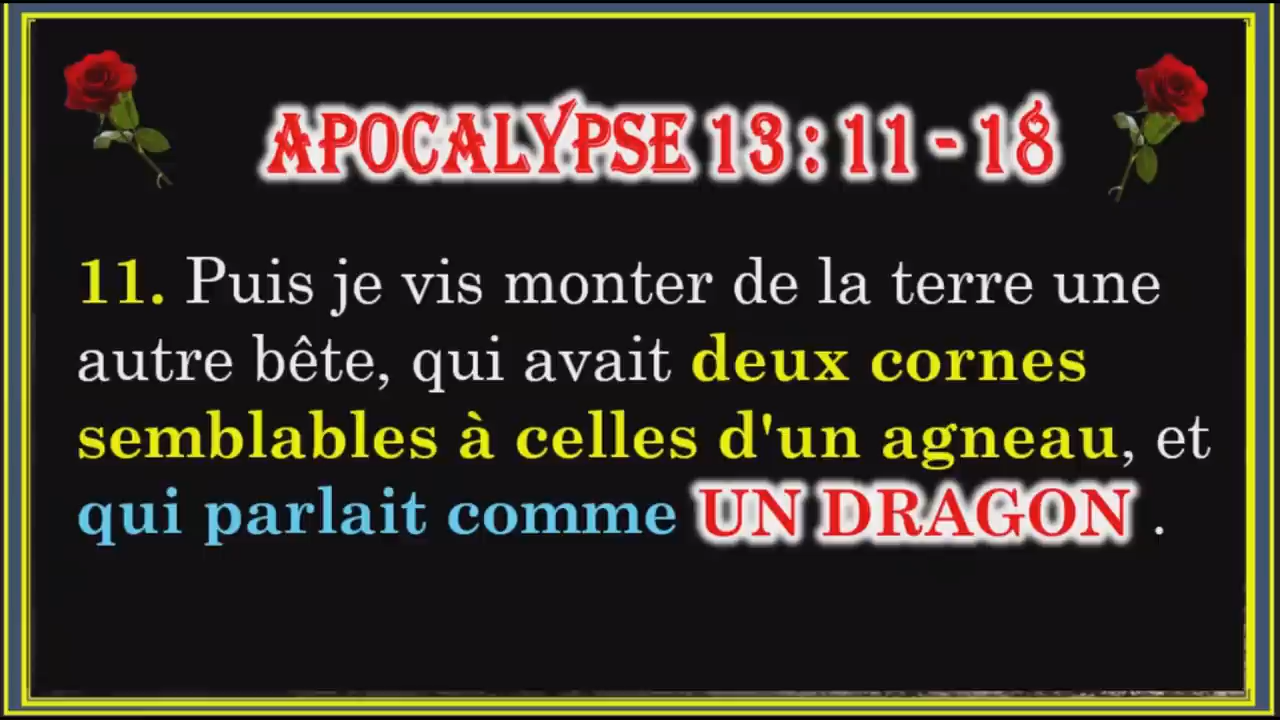 APOCALYPSE 13 : 11 - 18
11. Puis je vis monter de la terre une
autre bête, qui avait deux cornes
semblables à celles d'un agneau, et
qui parlait comme UN DRAGON .